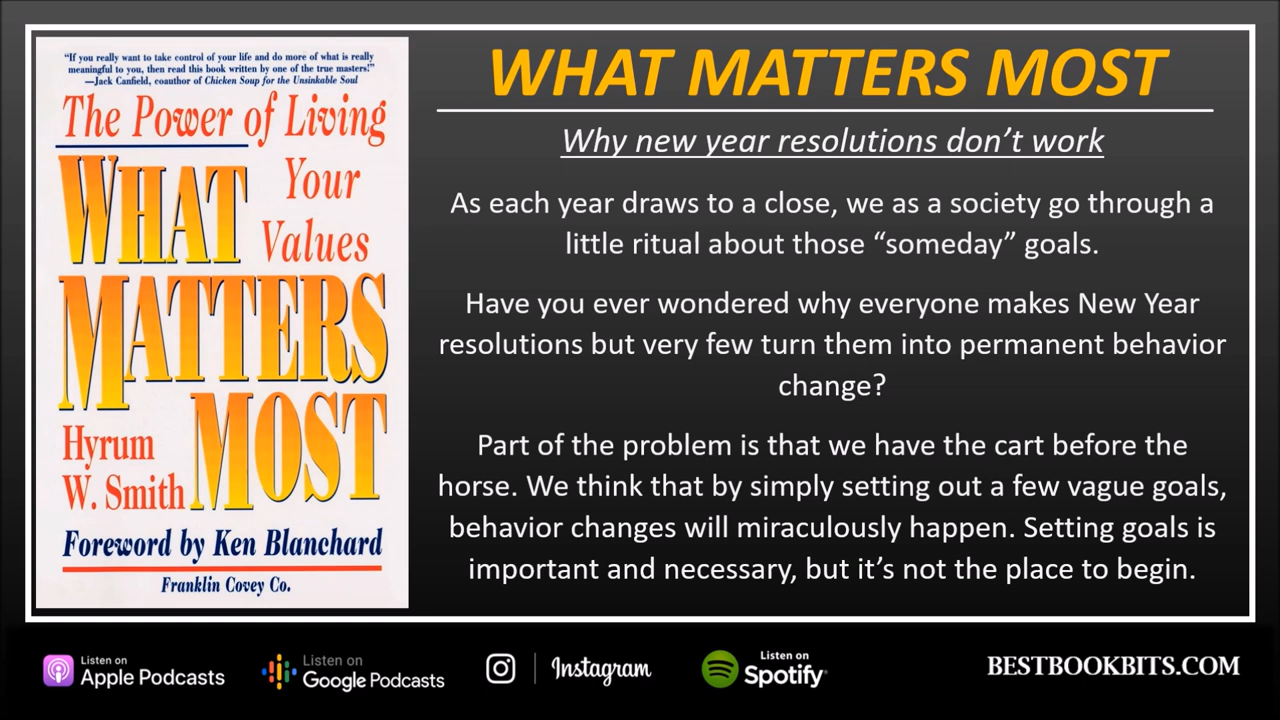 “If you really want to take control of your life and do more of what is really
meaningful to you, then read this book written by one of the true masters!”
—Jack Canfield, coauthor of Chicken Soup for the Unsinkable Soul
The Power of Living
Your
Values
WHAT
MATTERS
MOST
Hyrum
W. Smith
Foreword by Ken Blanchard
Franklin Covey Co.
WHAT MATTERS MOST
Why new year resolutions don’t work
As each year draws to a close, we as a society go through a
little ritual about those “someday” goals.
Have you ever wondered why everyone makes New Year
resolutions but very few turn them into permanent behavior
change?
Part of the problem is that we have the cart before the
horse. We think that by simply setting out a few vague goals,
behavior changes will miraculously happen. Setting goals is
important and necessary, but it’s not the place to begin.
Listen on
Apple Podcasts
Listen on
Google Podcasts
Instagram
Listen on
Spotify
BESTBOOKBITS.COM